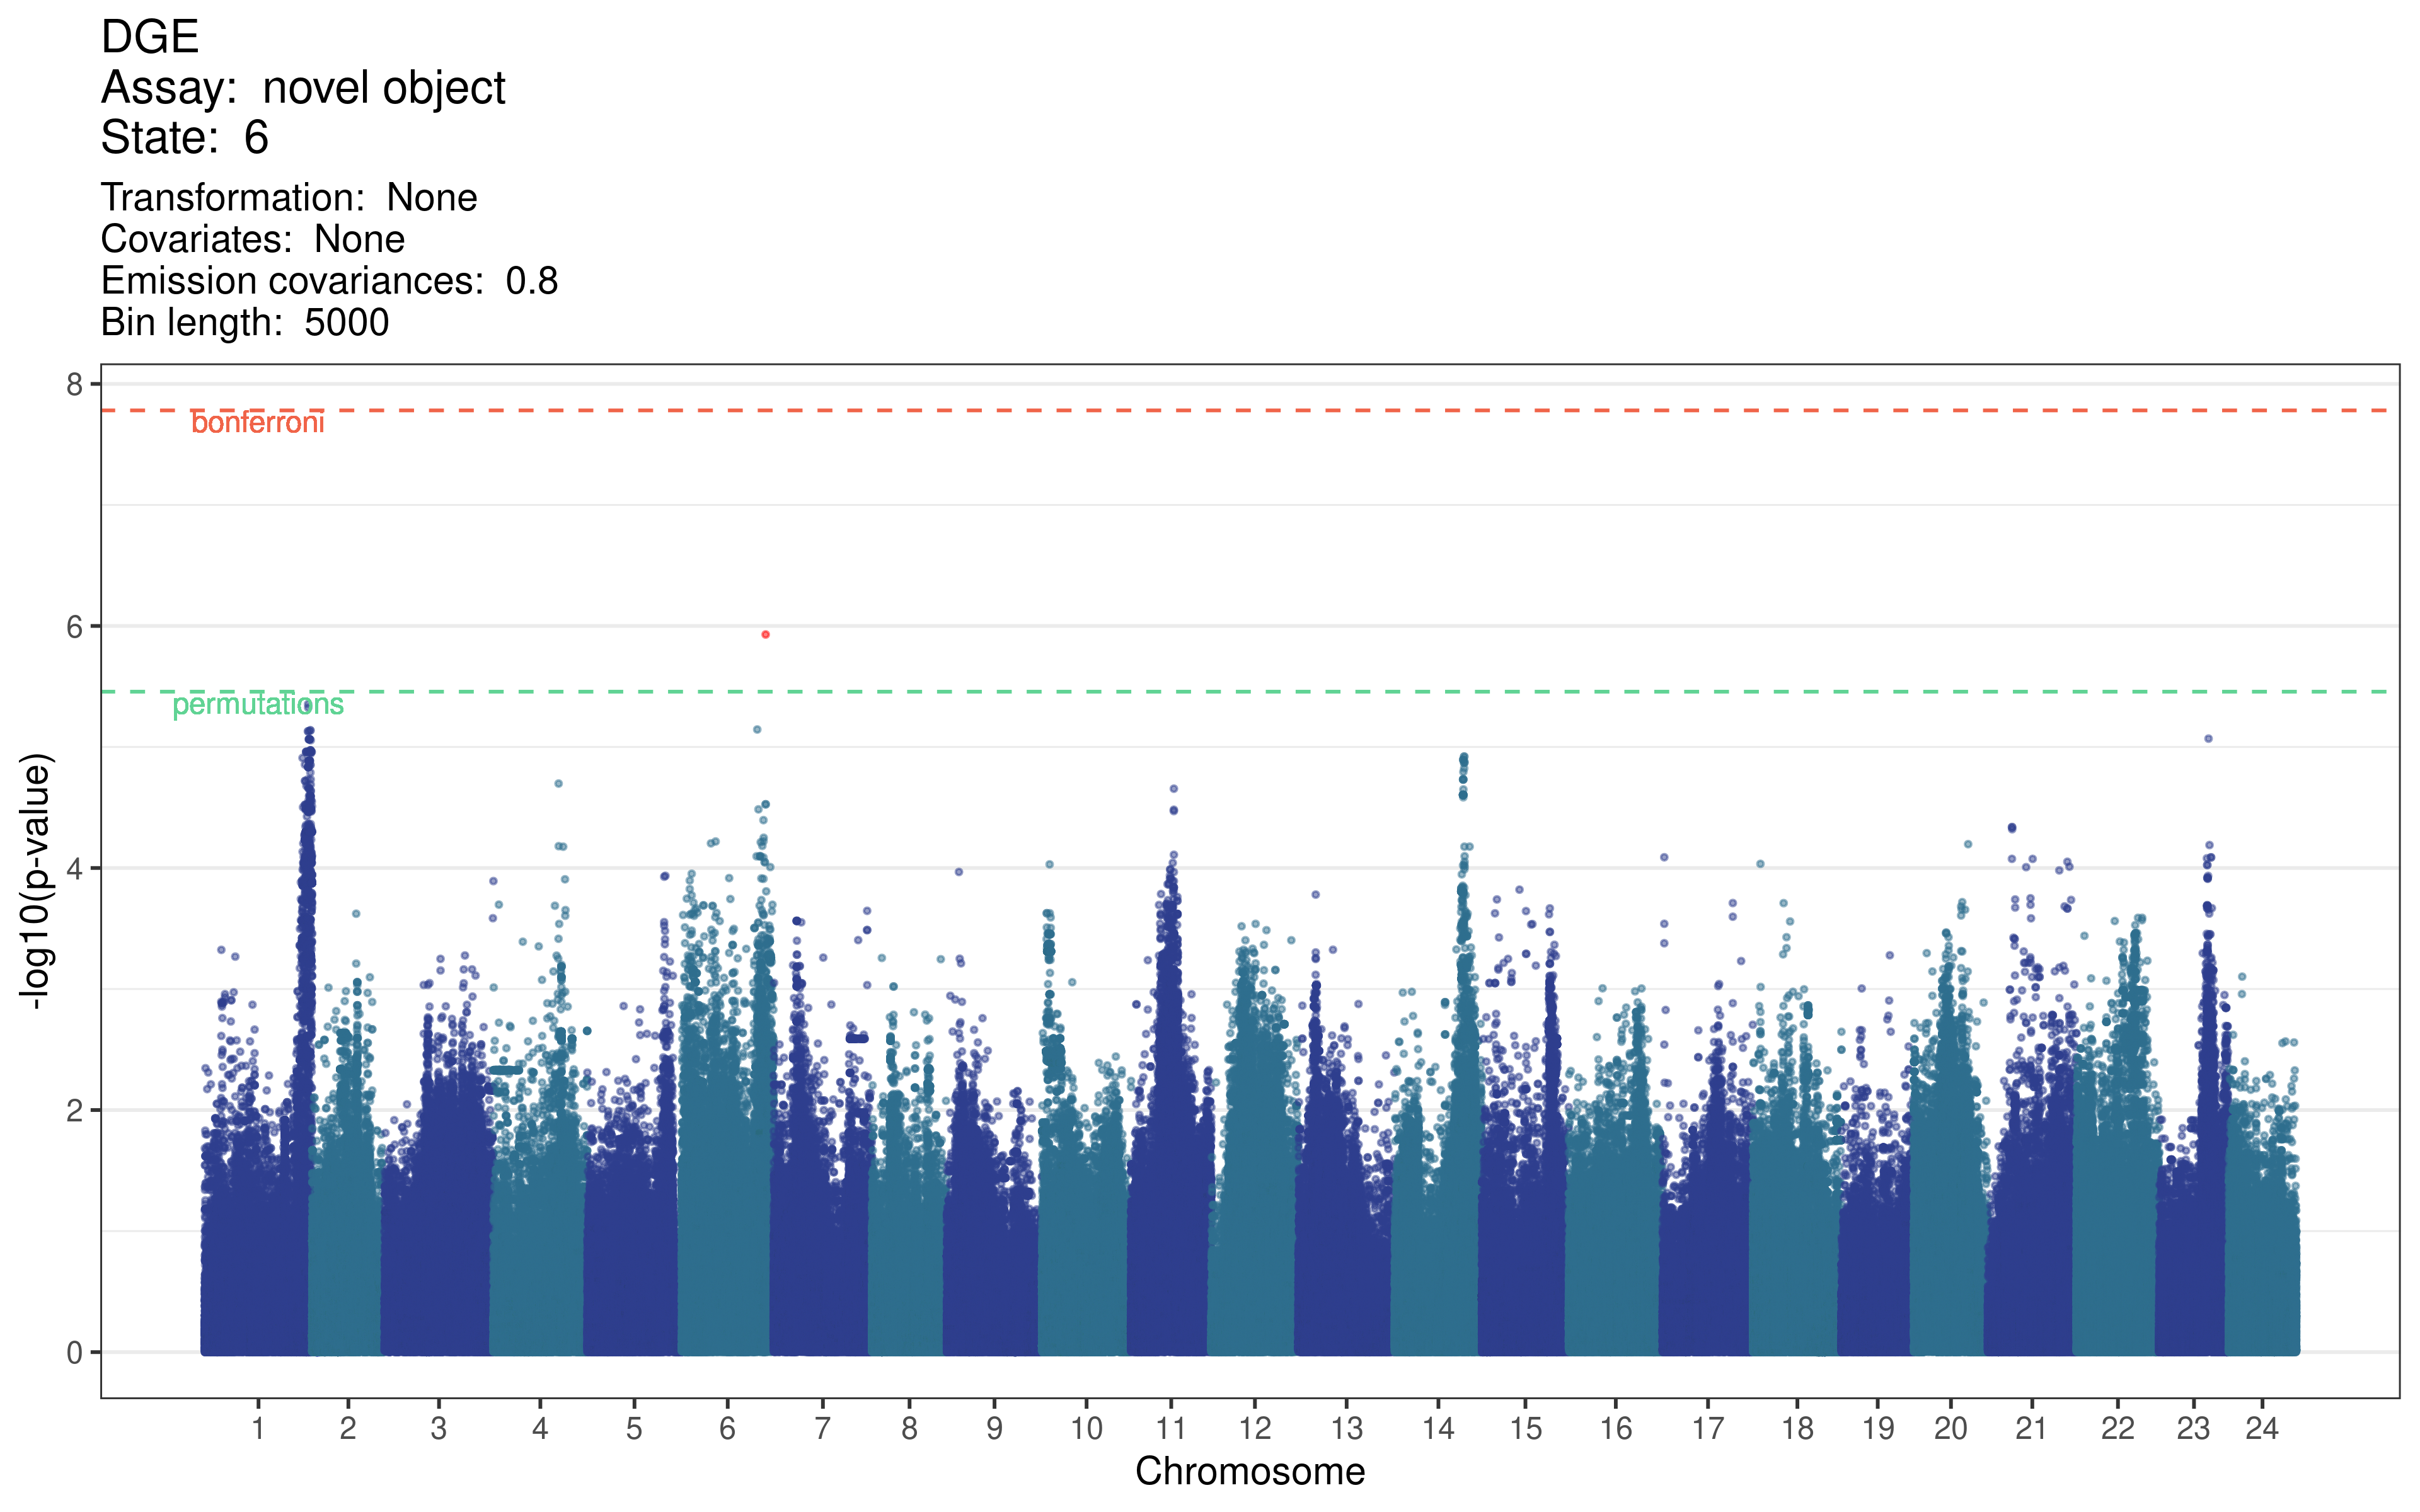 DGE
Assay: novel object
State: 6
Transformation: None
Covariates: None
Emission covariances: 0.8
Bin length: 5000
8
bonferroni
6
permutations
4
2
0
-log10(p-value)
1 2 3 4 5 6 7 8 9 10 11 12 13 14 15 16 17 18 19 20 21 22 23 24
Chromosome